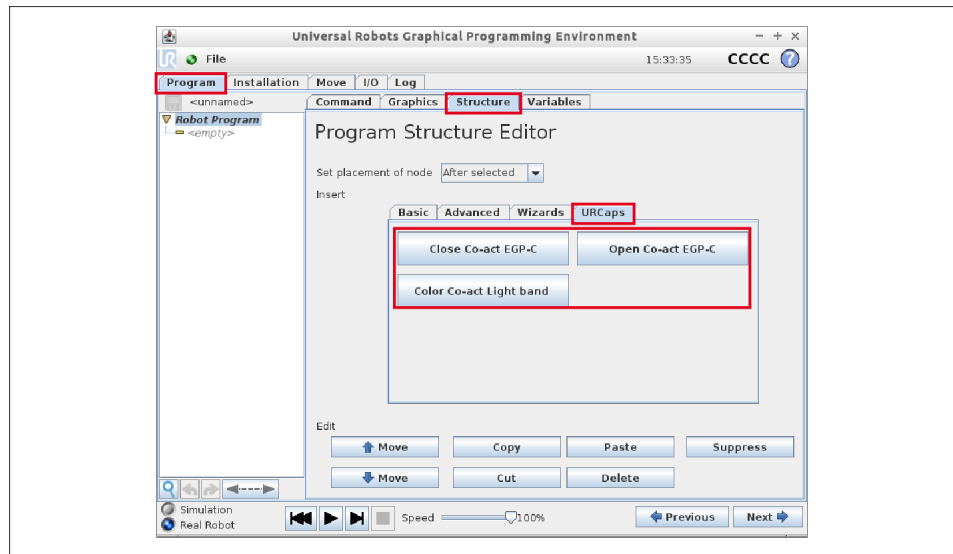 Universal Robots Graphical Programming Environment
File 15:33:35 CCCC ?
Program Installation Move I/O Log
<unnamed> Command Graphics Structure Variables
Robot Program
<empty>
Program Structure Editor
Set placement of node After selected
Insert
Basic Advanced Wizards URCaps
Close Co-act EGP-C Open Co-act EGP-C
Color Co-act Light band
Edit
Move Copy Paste Suppress
Move Cut Delete
Simulation
Real Robot Speed 100% Previous Next